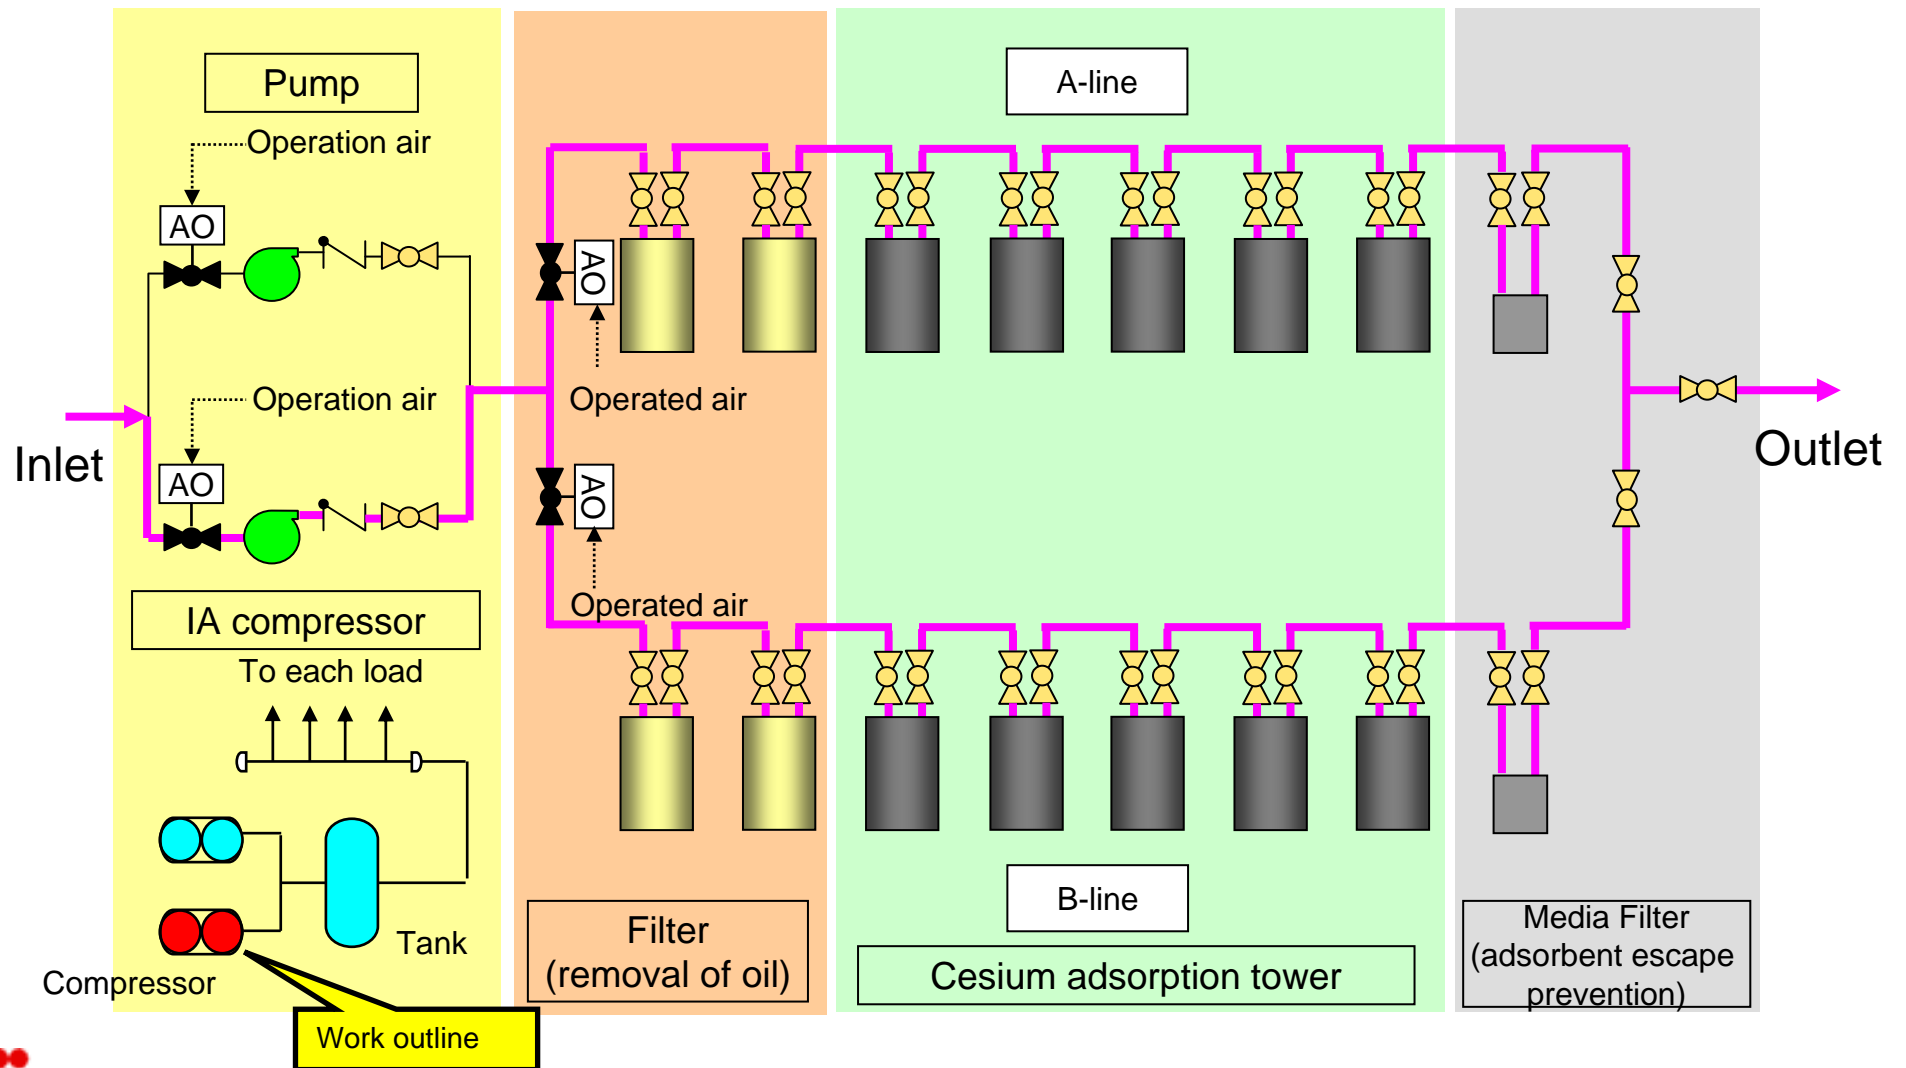 Pump
Operation air
AO
Inlet
Operation air
AO
IA compressor
To each load
Tank
Compressor
Work outline
AO
Operated air
AO
Operated air
Filter
(removal of oil)
A-line
B-line
Cesium adsorption tower
Media Filter
(adsorbent escape
prevention)
Outlet